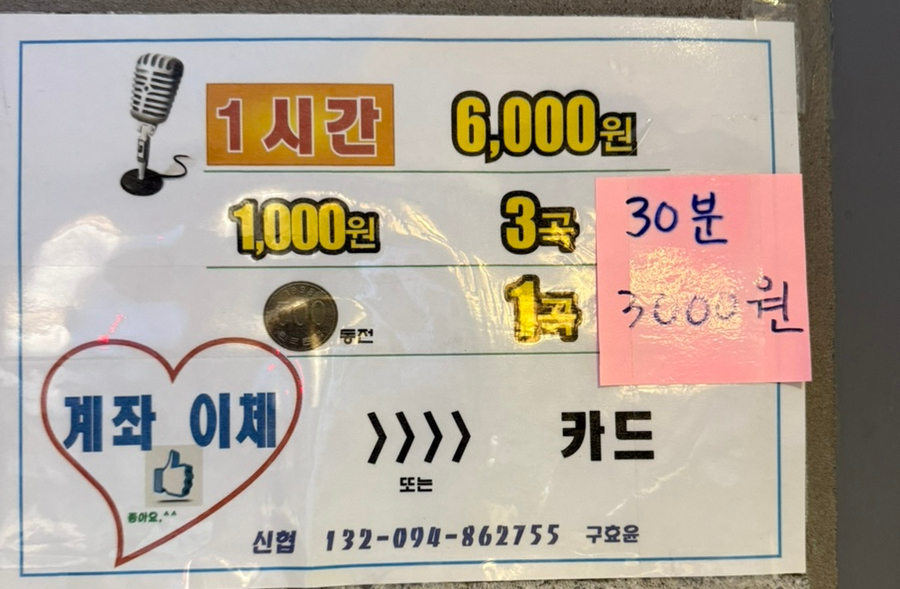 1시간 6,000원
1,000원 3곡
30분
3000원
100 동전 1곡
계좌 이체 >>>> 카드
또는
좋아요,^^
신협 132-094-862755 구효윤